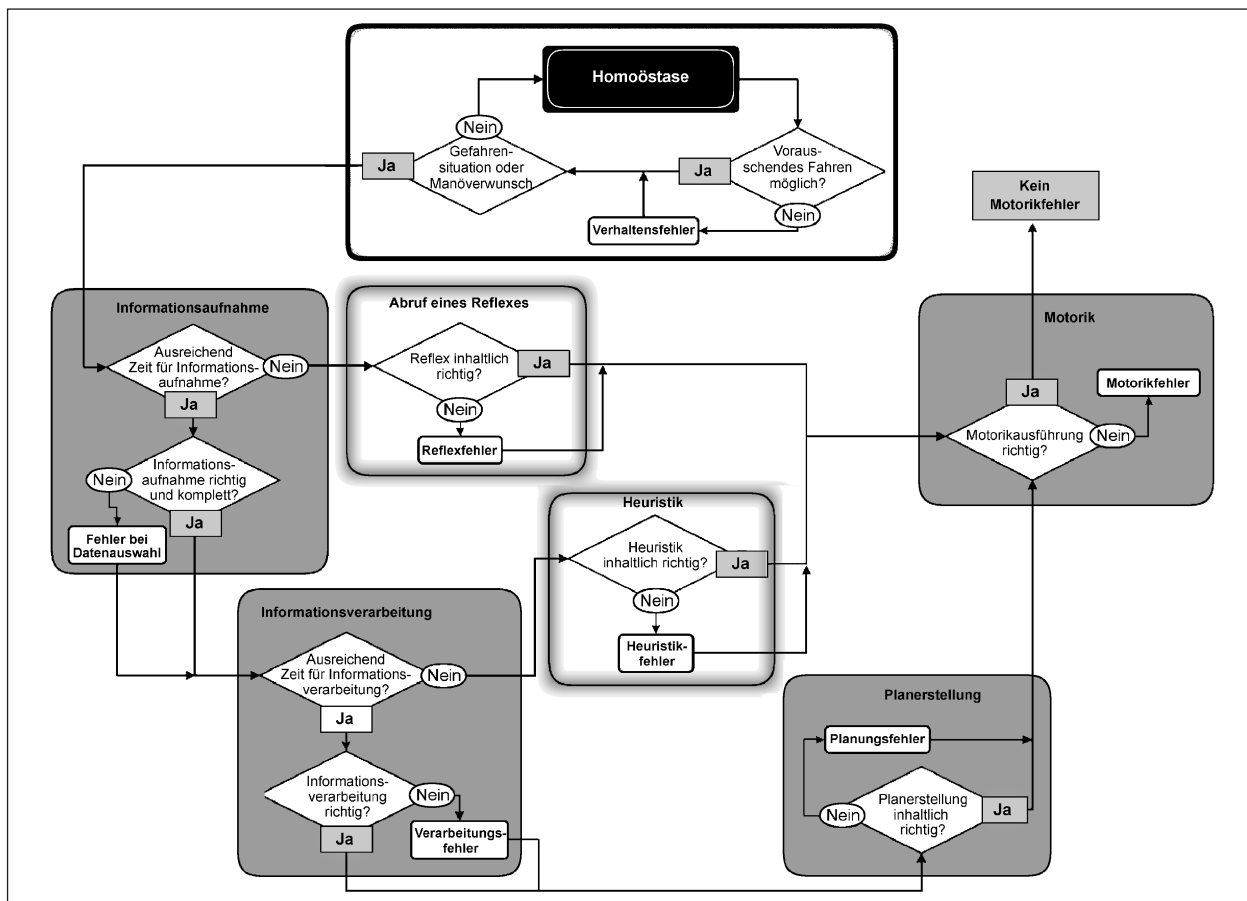 Homoöstase
Nein
Ja
Gefahren-
situation oder
Manöverwunsch
Ja
Voraus-
schendes Fahren
möglich?
Nein
Verhaltensfehler
Kein
Motorikfehler
Informationsaufnahme
Ausreichend
Zeit für Informations-
aufnahme?
Nein
Ja
Informations-
aufnahme richtig
und komplett?
Nein
Ja
Fehler bei
Datenauswahl
Abruf eines Reflexes
Reflex inhaltlich
richtig?
Ja
Nein
Reflexfehler
Motorik
Motorikfehler
Ja
Motorikausführung
richtig?
Nein
Heuristik
Heuristik
inhaltlich richtig?
Ja
Nein
Heuristik-
fehler
Informationsverarbeitung
Ausreichend
Zeit für Informations-
verarbeitung?
Nein
Ja
Informations-
verarbeitung
richtig?
Nein
Ja
Verarbeitungs-
fehler
Planerstellung
Planungsfehler
Planerstellung
inhaltlich
richtig?
Nein
Ja